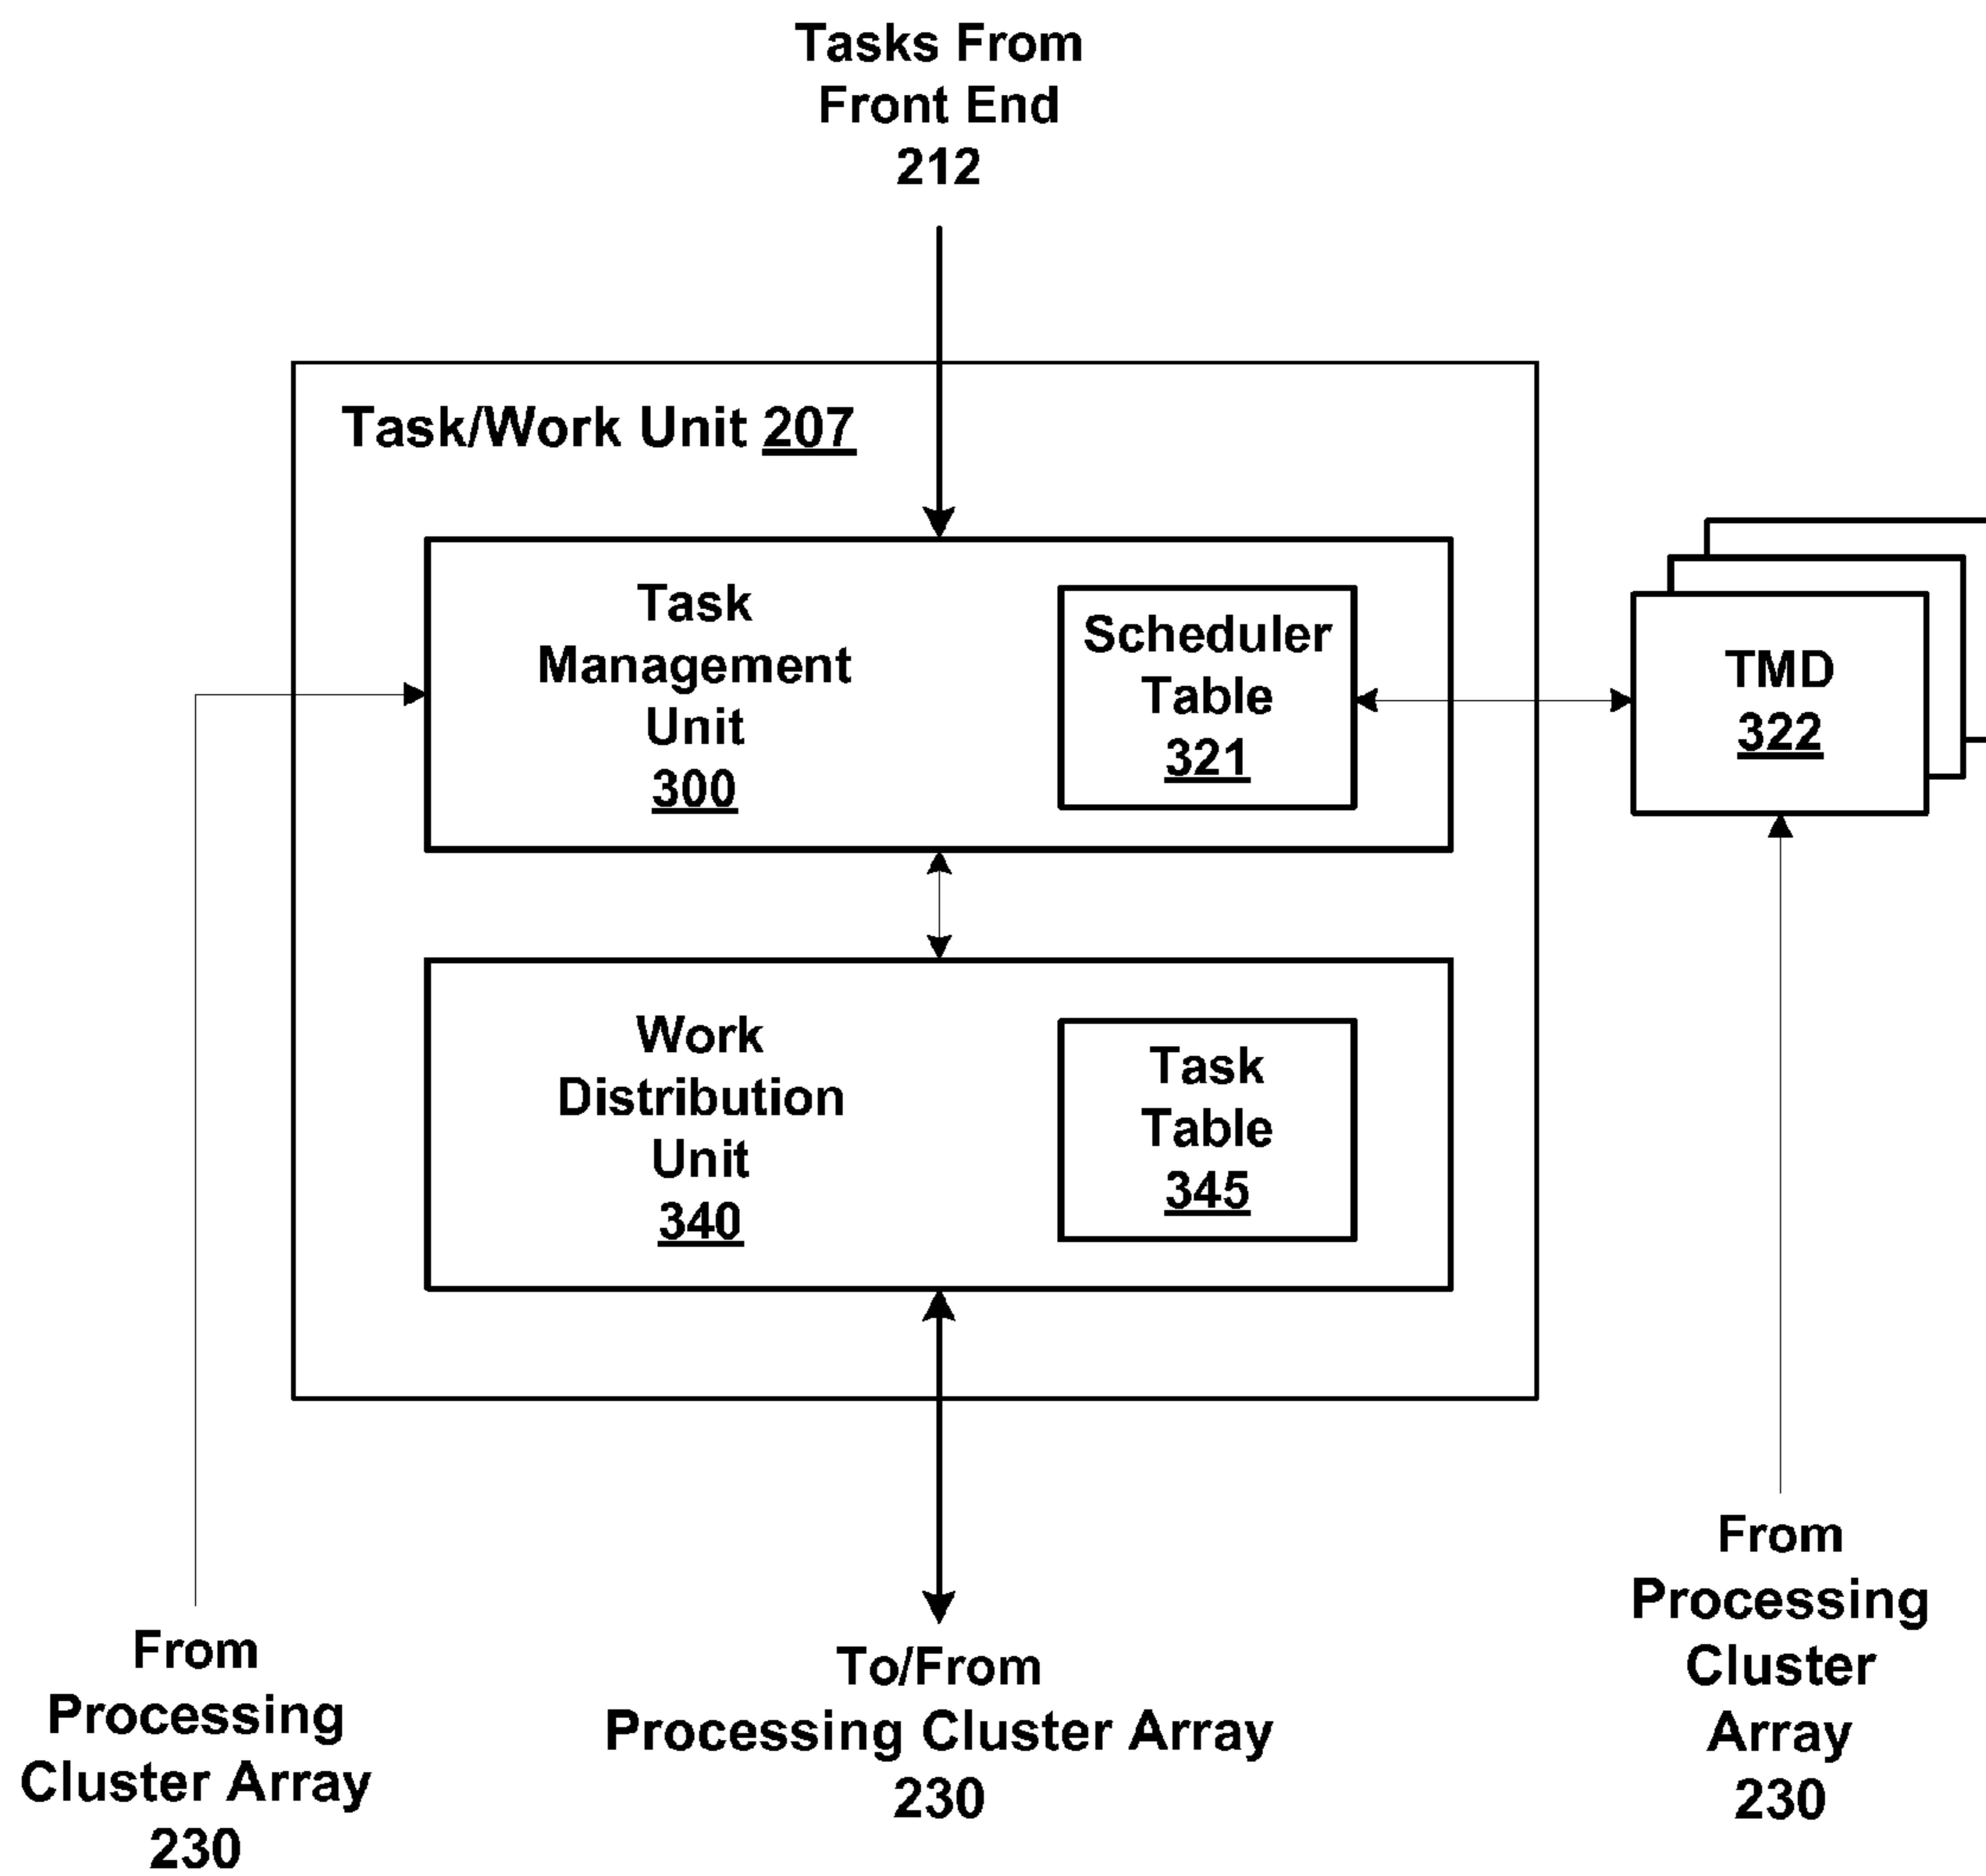 Tasks From
Front End
212
Task/Work Unit 207
Task
Management
Unit
300
Scheduler
Table
321
TMD
322
Work
Distribution
Unit
340
Task
Table
345
From
Processing
Cluster Array
230
To/From
Processing Cluster Array
230
From
Processing
Cluster
Array
230